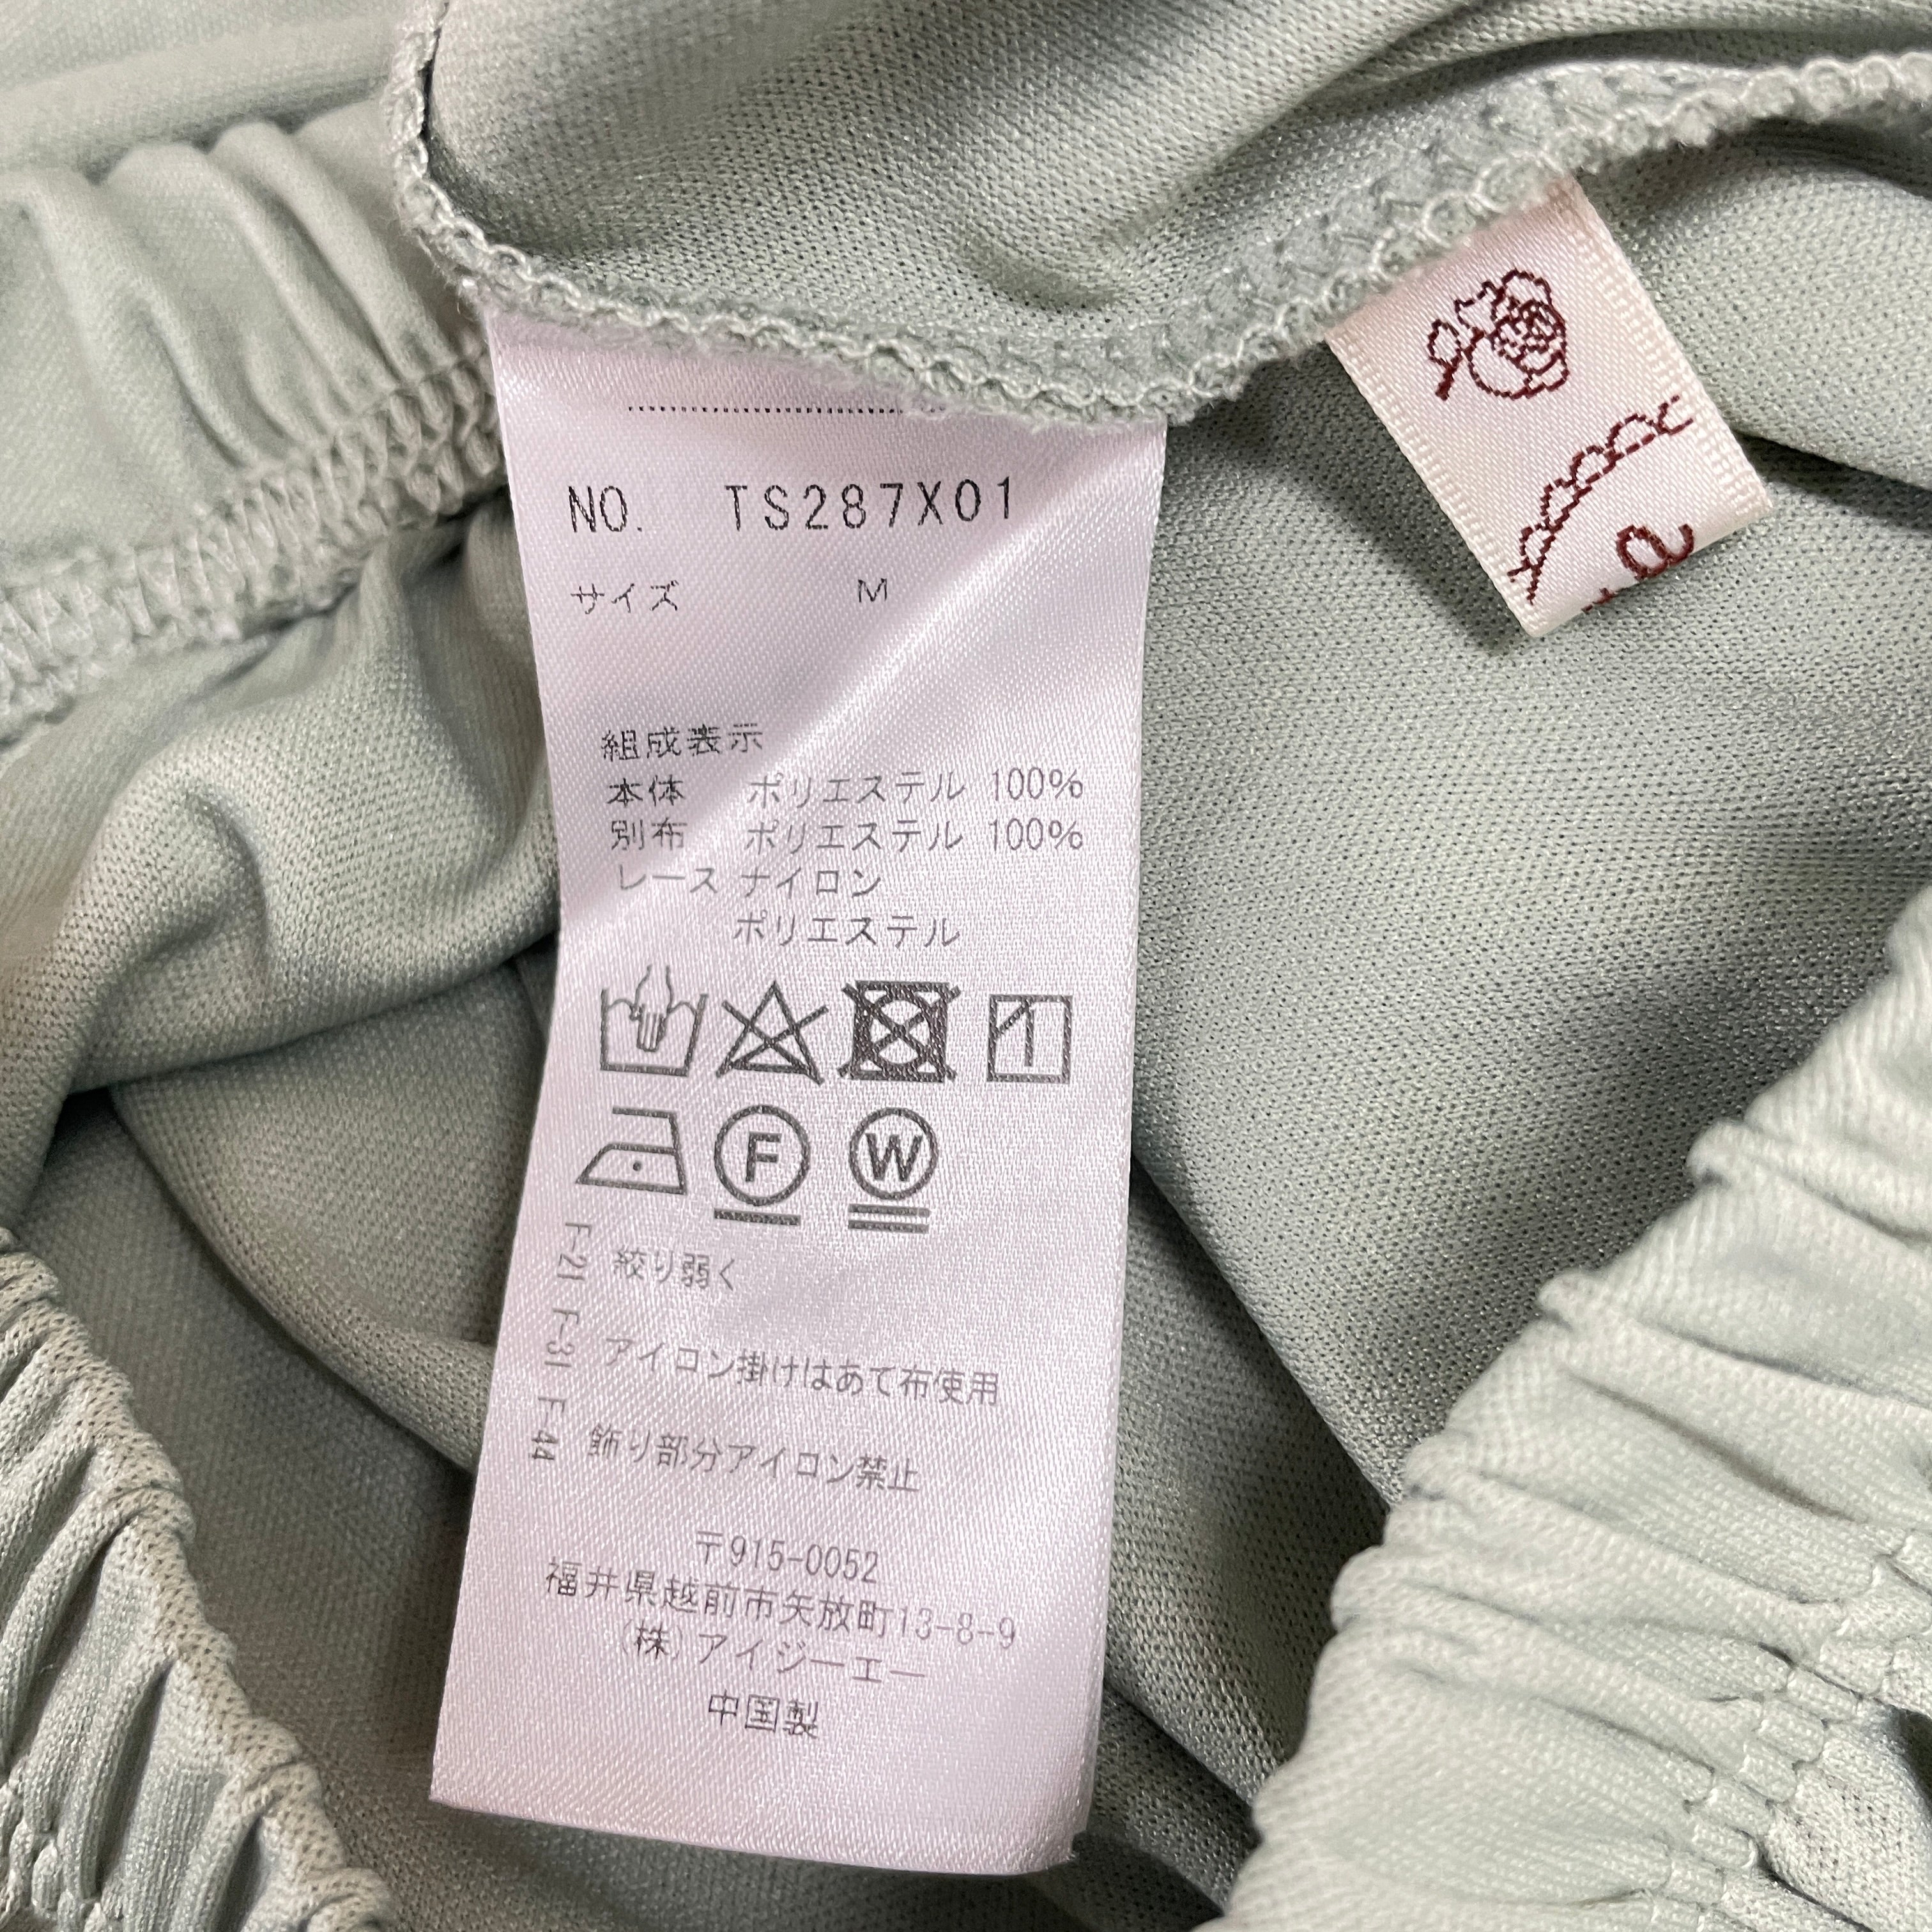 NO. TS287X01
サイズ M
組成表示
本体 ポリエステル 100%
別布 ポリエステル 100%
レース ナイロン
ポリエステル
1
F
W
F-21 絞り弱く
F-31 アイロン掛けはあて布使用
F-44 飾り部分アイロン禁止
〒915-0052
福井県越前市矢放町13-8-9
(株)アイジーエー
中国製